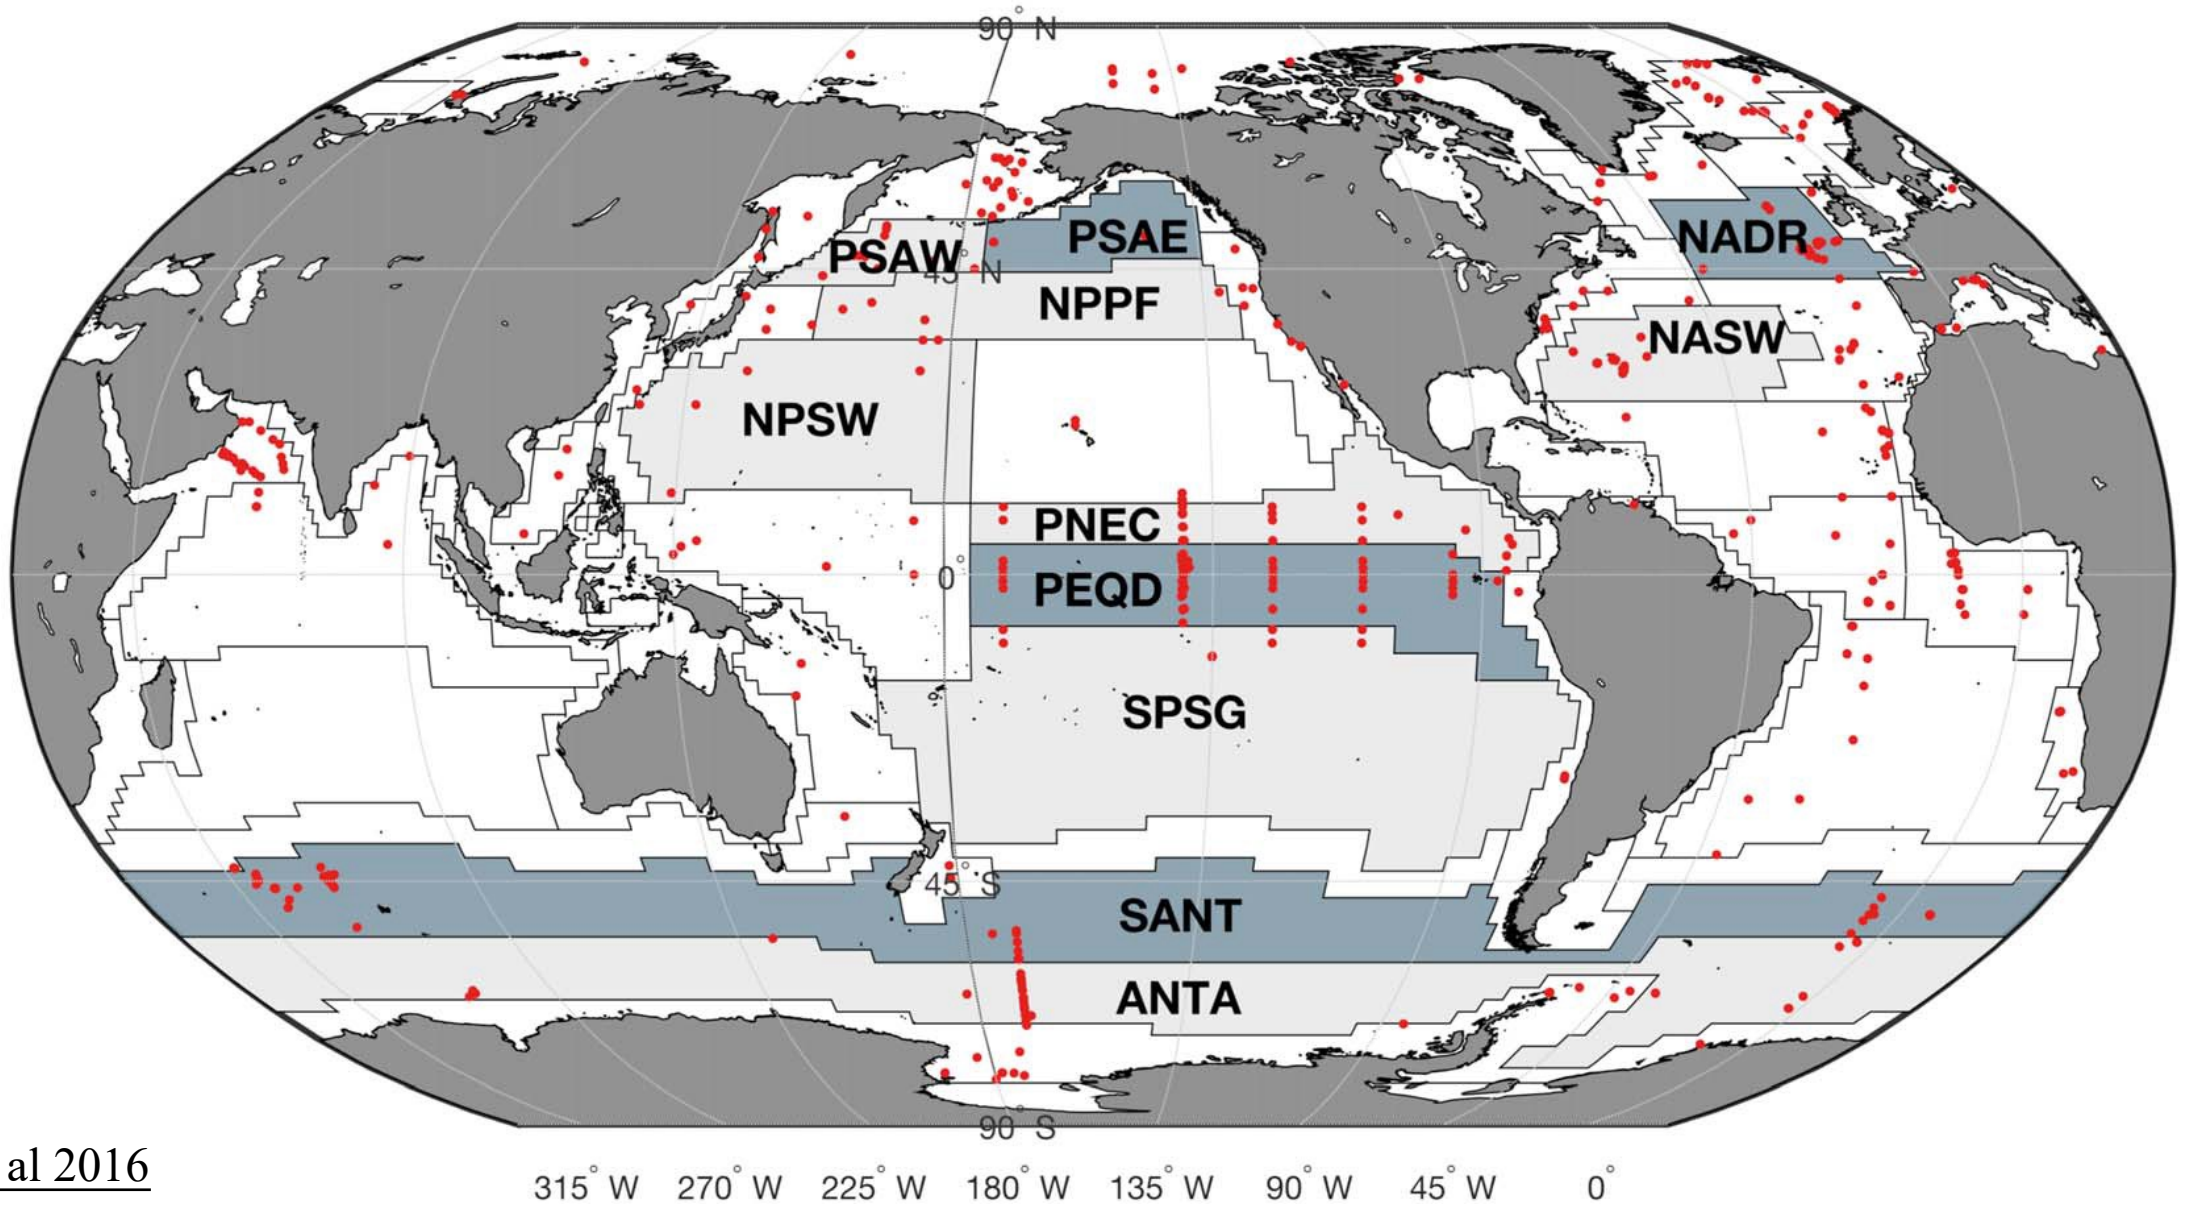 90° N
PSAW
PSAE
NADR
45° N
NPPF
NASW
NPSW
PNEC
0°
PEQD
SPSG
45° S
SANT
ANTA
90° S
al 2016
315° W 270° W 225° W 180° W 135° W 90° W 45° W 0°